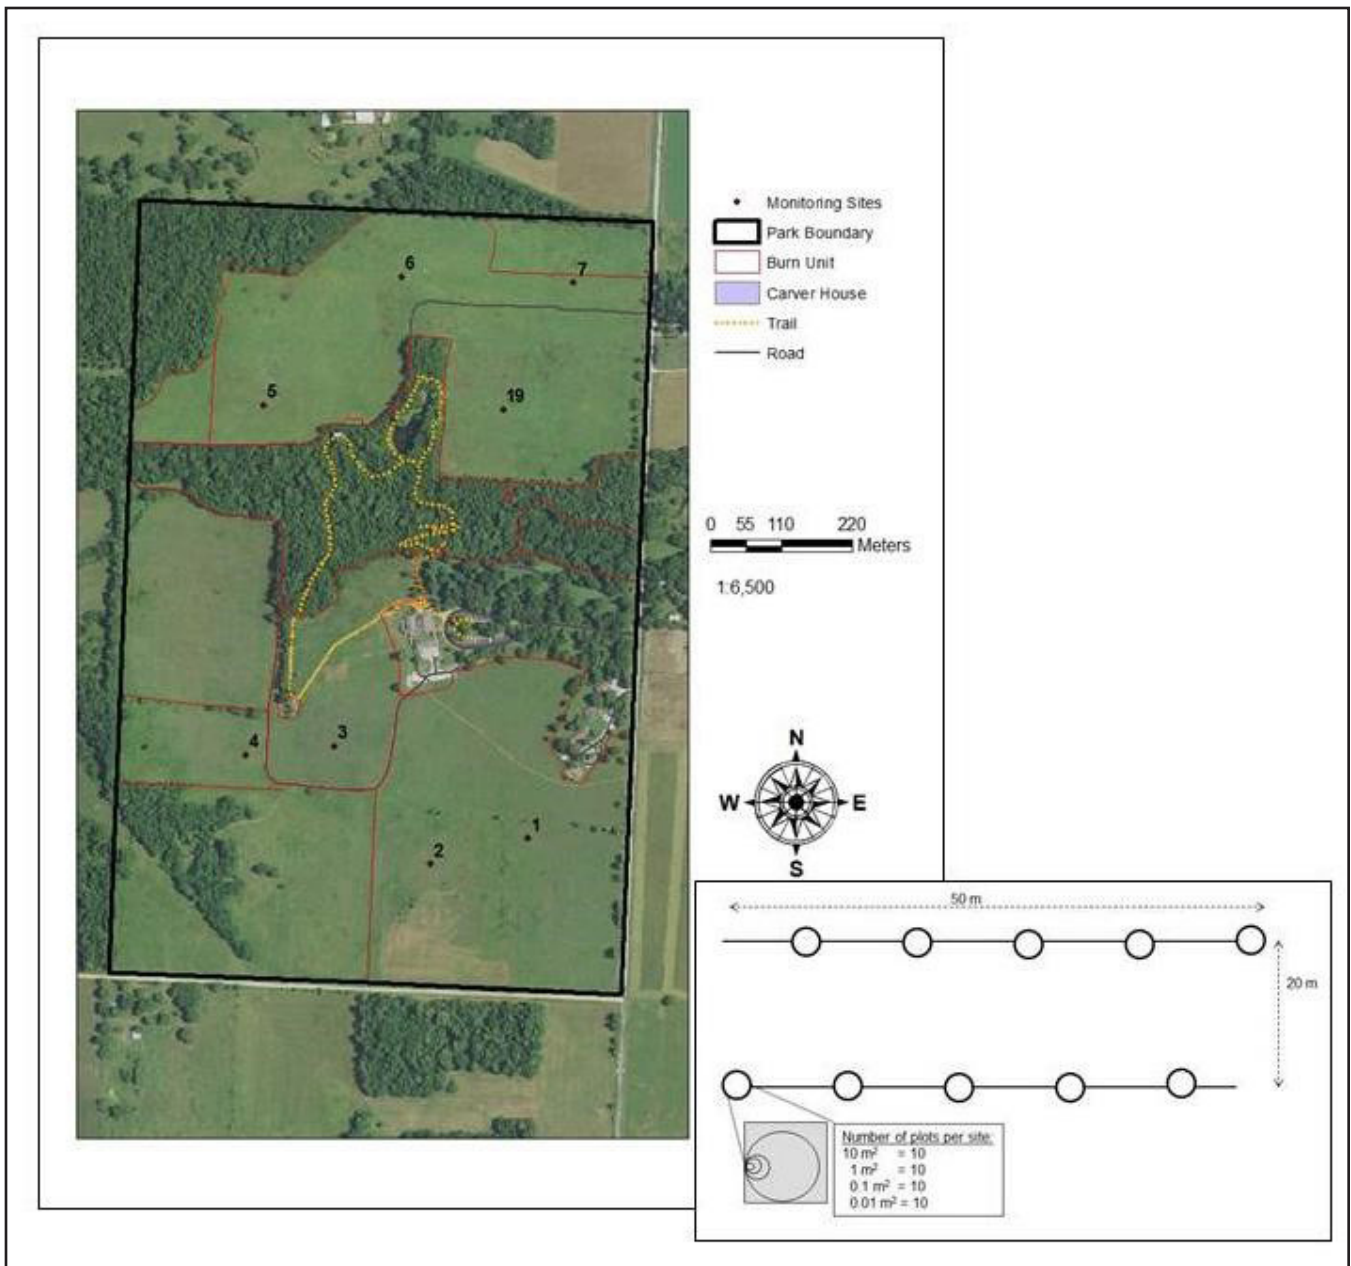 6
7
5
19
4
3
1
2
Monitoring Sites
Park Boundary
Burn Unit
Carver House
Trail
Road
0 55 110 220
Meters
1:6,500
N
W E
S
50 m
20 m
Number of plots per site:
10 m² = 10
1 m² = 10
0.1 m² = 10
0.01 m² = 10